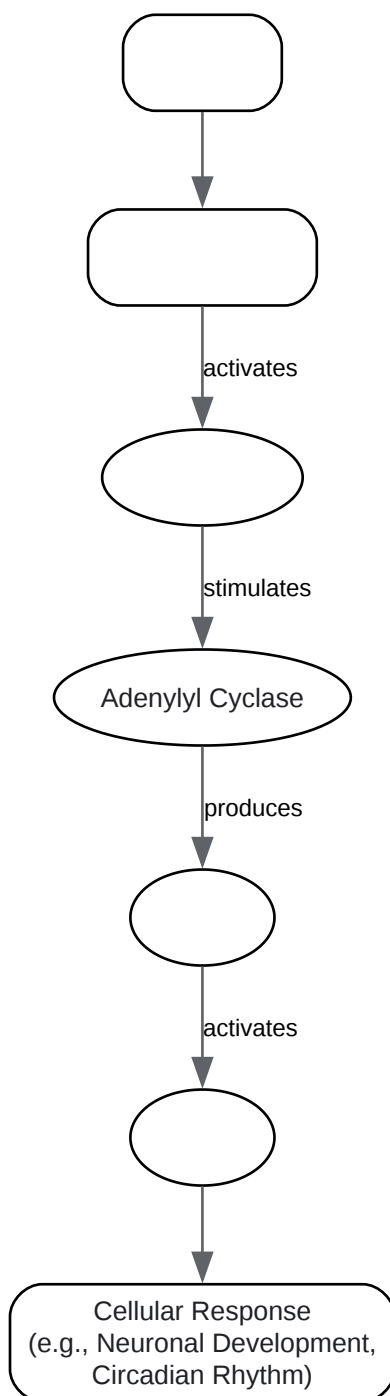 activates
stimulates
Adenylyl Cyclase
produces
activates
Cellular Response
(e.g., Neuronal Development,
Circadian Rhythm)